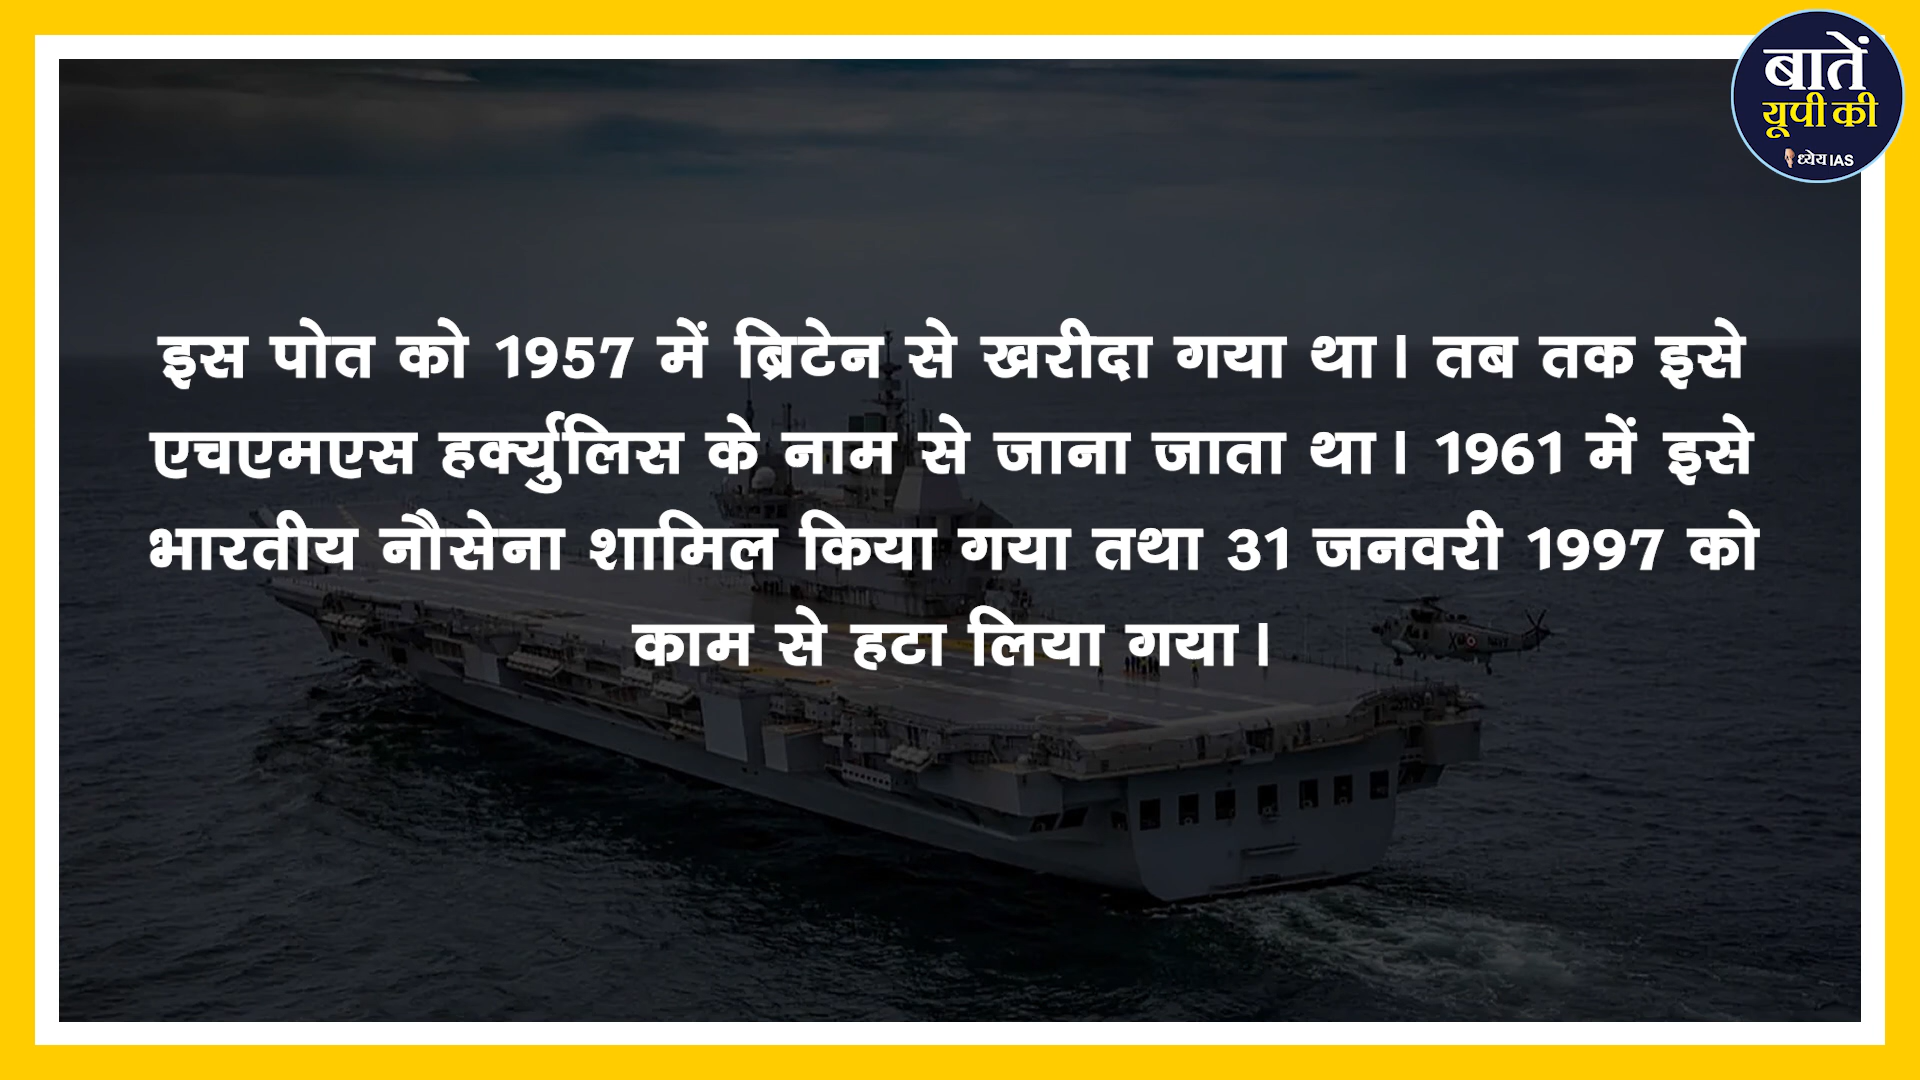 बातें
यूपी की
ध्येय IAS
इस पोत को 1957 में ब्रिटेन से खरीदा गया था। तब तक इसे
एचएमएस हर्क्युलिस के नाम से जाना जाता था। 1961 में इसे
भारतीय नौसेना शामिल किया गया तथा 31 जनवरी 1997 को
काम से हटा लिया गया।
NAVY